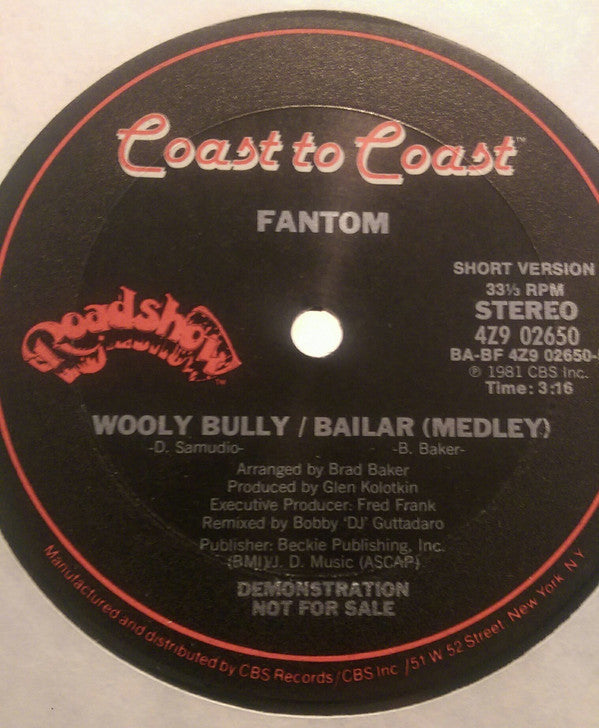 Coast to Coast™
FANTOM
Roadshow
SHORT VERSION
33⅓ RPM
STEREO
4Z9 02650
BA-BF 4Z9 02650-
℗ 1981 CBS Inc.
Time: 3:16
WOOLY BULLY / BAILAR (MEDLEY)
-D. Samudio- -B. Baker-
Arranged by Brad Baker
Produced by Glen Kolotkin
Executive Producer: Fred Frank
Remixed by Bobby "DJ" Guttadaro
Publisher: Beckie Publishing, Inc.
(BMI)/J. D. Music (ASCAP)
DEMONSTRATION
NOT FOR SALE
Manufactured and distributed by CBS Records/CBS Inc./51 W 52 Street, New York N Y